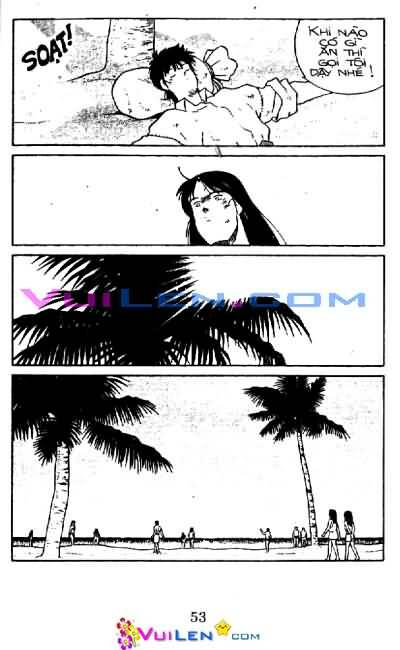 SOẠT!
KHI NÀO
CÓ GÌ
ĂN THÌ
GỌI TÔI
DẬY NHÉ!
VUILEN.COM
53
VUILEN COM